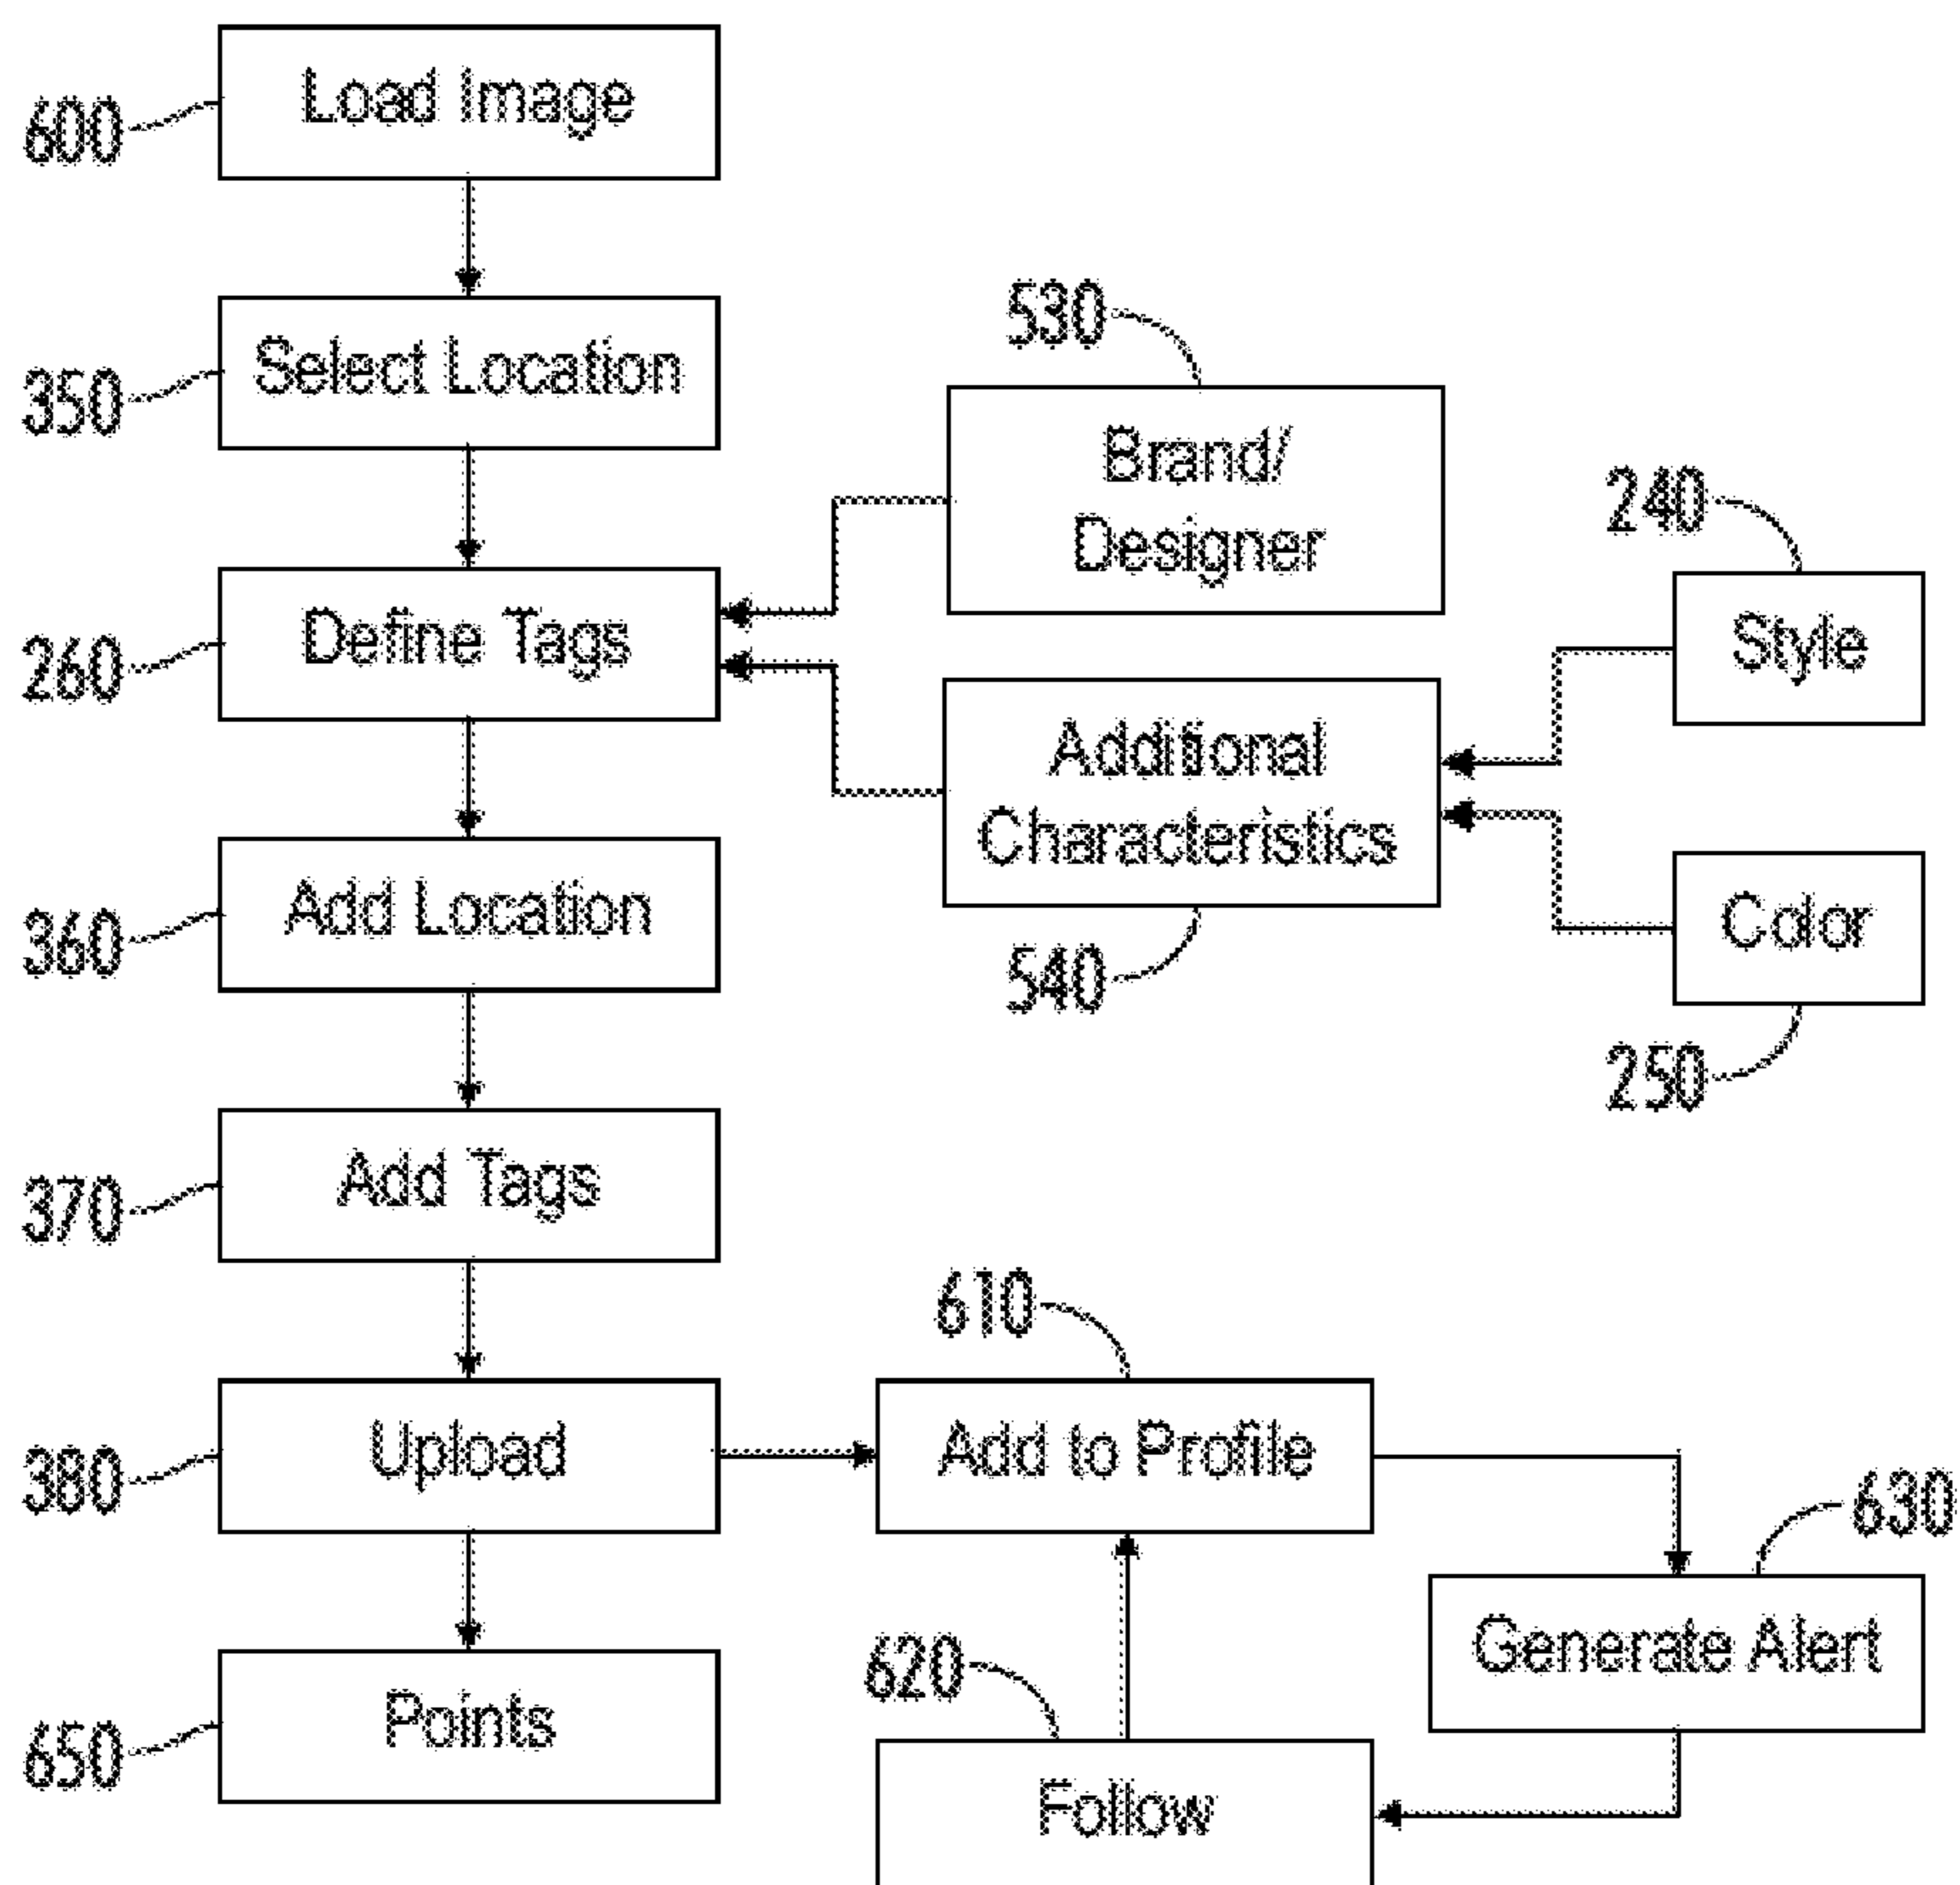 Load Image
600
Select Location
350
530
Brand/
Designer
240
Style
Define Tags
260
Additional
Characteristics
540
Color
250
Add Location
360
Add Tags
370
610
Upload
380
Add to Profile
630
Generate Alert
620
Points
650
Follow